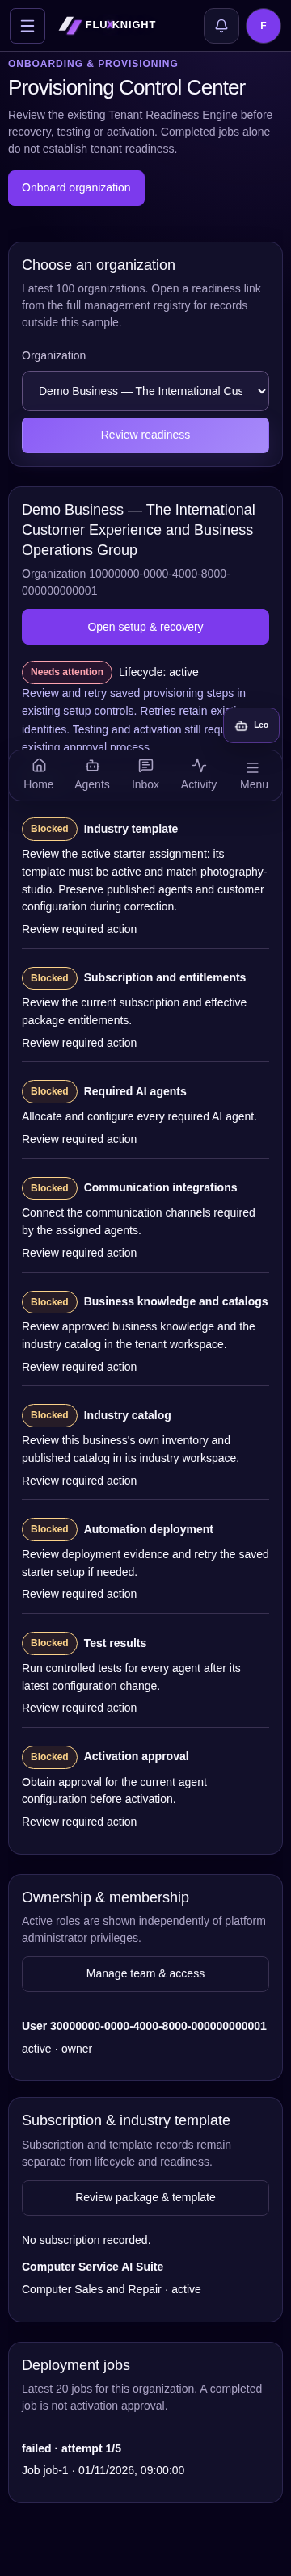 FLUXKNIGHT
F
ONBOARDING & PROVISIONING
Provisioning Control Center
Review the existing Tenant Readiness Engine before
recovery, testing or activation. Completed jobs alone
do not establish tenant readiness.
Onboard organization
Choose an organization
Latest 100 organizations. Open a readiness link
from the full management registry for records
outside this sample.
Organization
Demo Business — The International Cus
Review readiness
Demo Business — The International
Customer Experience and Business
Operations Group
Organization 10000000-0000-4000-8000-
000000000001
Open setup & recovery
Needs attention Lifecycle: active
Review and retry saved provisioning steps in
existing setup controls. Retries retain
identities. Testing and activation still
Leo
existing approval process.
Home Agents Inbox Activity Menu
Blocked Industry template
Review the active starter assignment: its
template must be active and match photography-
studio. Preserve published agents and customer
configuration during correction.
Review required action
Blocked Subscription and entitlements
Review the current subscription and effective
package entitlements.
Review required action
Blocked Required AI agents
Allocate and configure every required AI agent.
Review required action
Blocked Communication integrations
Connect the communication channels required
by the assigned agents.
Review required action
Blocked Business knowledge and catalogs
Review approved business knowledge and the
industry catalog in the tenant workspace.
Review required action
Blocked Industry catalog
Review this business's own inventory and
published catalog in its industry workspace.
Review required action
Blocked Automation deployment
Review deployment evidence and retry the saved
starter setup if needed.
Review required action
Blocked Test results
Run controlled tests for every agent after its
latest configuration change.
Review required action
Blocked Activation approval
Obtain approval for the current agent
configuration before activation.
Review required action
Ownership & membership
Active roles are shown independently of platform
administrator privileges.
Manage team & access
User 30000000-0000-4000-8000-000000000001
active · owner
Subscription & industry template
Subscription and template records remain
separate from lifecycle and readiness.
Review package & template
No subscription recorded.
Computer Service AI Suite
Computer Sales and Repair · active
Deployment jobs
Latest 20 jobs for this organization. A completed
job is not activation approval.
failed · attempt 1/5
Job job-1 · 01/11/2026, 09:00:00